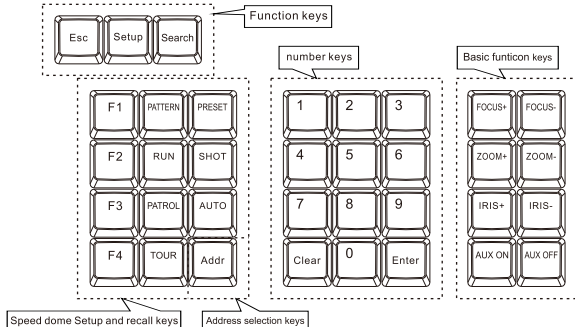 Function keys
Esc Setup Search
number keys
Basic funticon keys
F1 PATTERN PRESET 1 2 3 FOCUS+ FOCUS-
F2 RUN SHOT 4 5 6 ZOOM+ ZOOM-
F3 PATROL AUTO 7 8 9 IRIS+ IRIS-
F4 TOUR Addr Clear 0 Enter AUX ON AUX OFF
Speed dome Setup and recall keys
Address selection keys